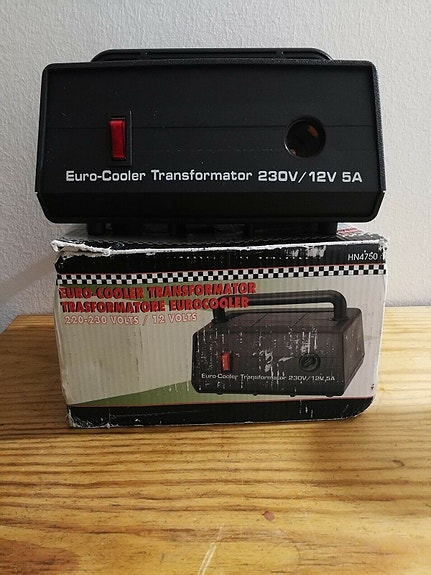 Euro-Cooler Transformator 230V/12V 5A
HN4750
EURO-COOLER TRANSFORMATOR
TRASFORMATORE EUROCOOLER
220-230 VOLTS / 12 VOLTS
Euro-Cooler Transformator 230V/12V 5A